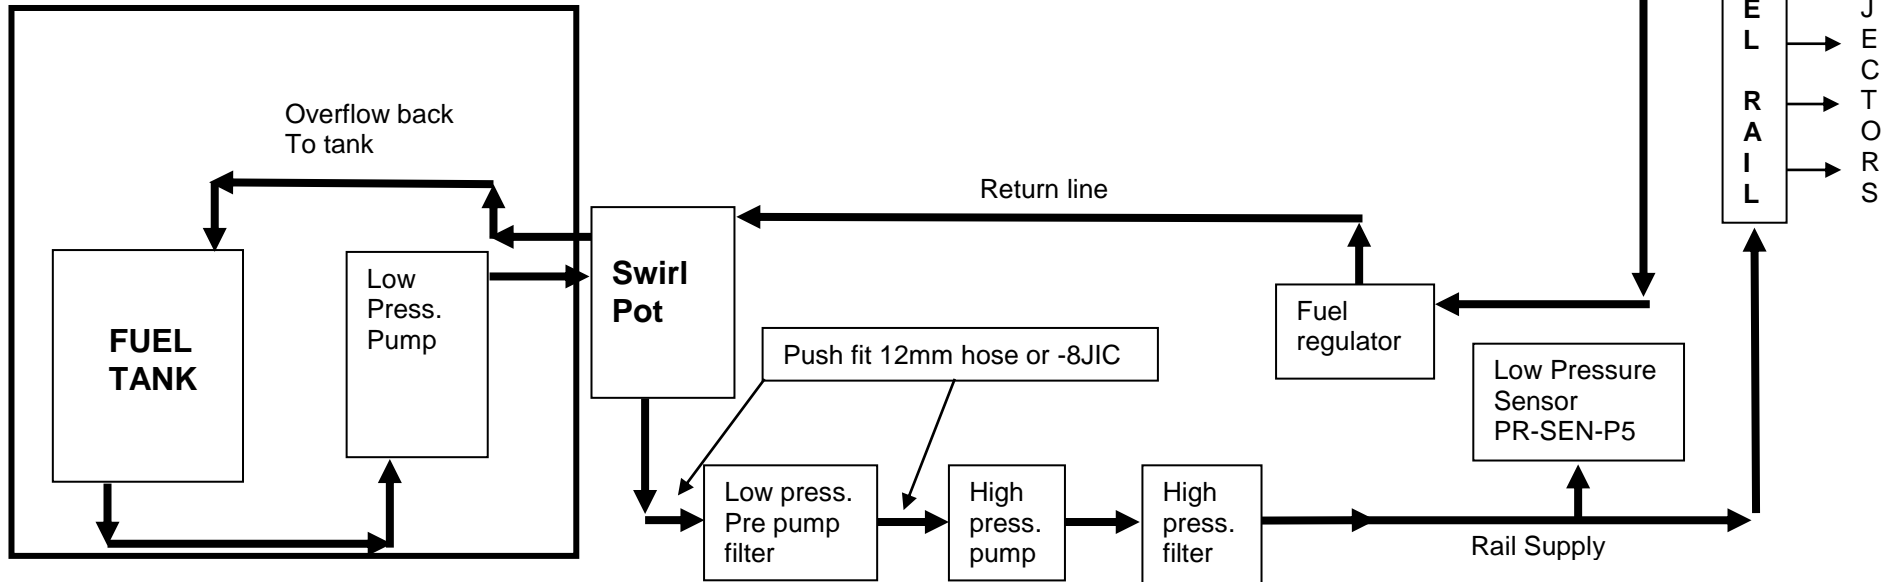 Overflow back
To tank
FUEL
TANK
Low
Press.
Pump
Swirl
Pot
Return line
Push fit 12mm hose or -8JIC
Low press.
Pre pump
filter
High
press.
pump
High
press.
filter
Fuel
regulator
Low Pressure
Sensor
PR-SEN-P5
Rail Supply
E
L
R
A
I
L
J
E
C
T
O
R
S